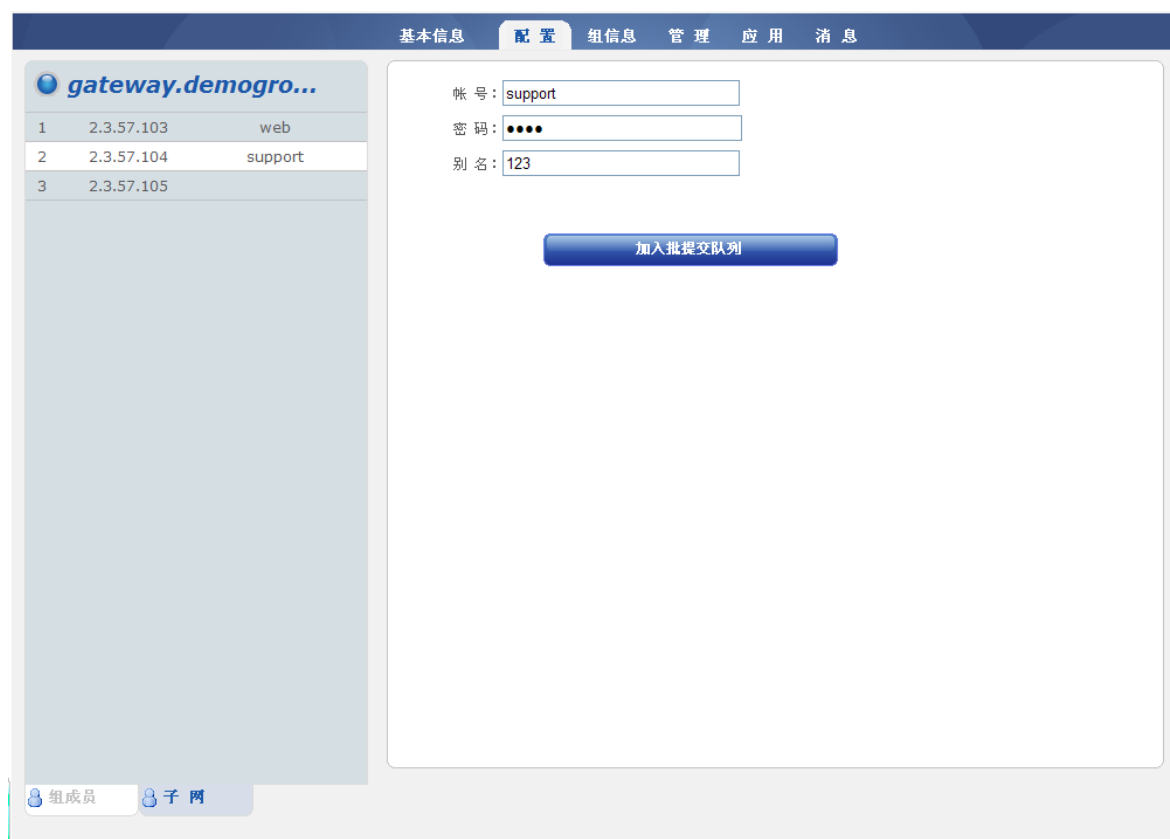 基本信息 配 置 组信息 管 理 应 用 消 息
gateway.demogro...
1 2.3.57.103 web
2 2.3.57.104 support
3 2.3.57.105
帐 号：support
密 码：●●●●
别 名：123
加入批提交队列
组成员 子 网